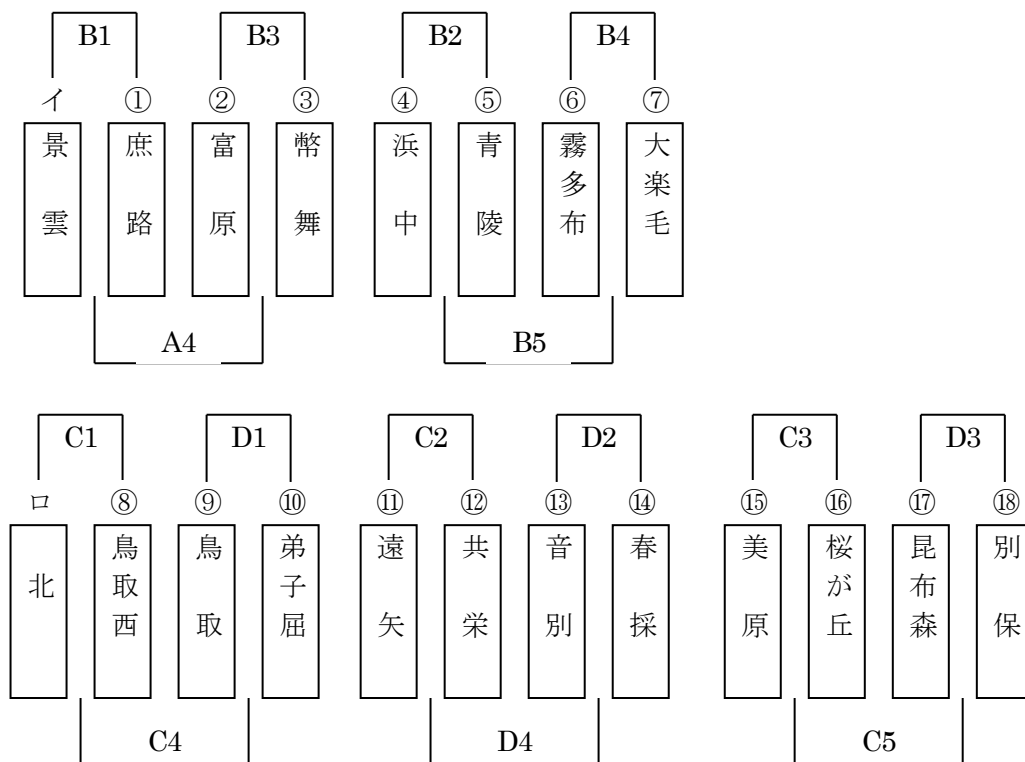 B1 B3 B2 B4
イ ① ② ③ ④ ⑤ ⑥ ⑦
景雲 庶路 富原 幣舞 浜中 青陵 霧多布 大楽毛
A4 B5
C1 D1 C2 D2 C3 D3
ロ ⑧ ⑨ ⑩ ⑪ ⑫ ⑬ ⑭ ⑮ ⑯ ⑰ ⑱
北 鳥取西 鳥取 弟子屈 遠矢 共栄 音別 春採 美原 桜が丘 昆布森 別保
C4 D4 C5